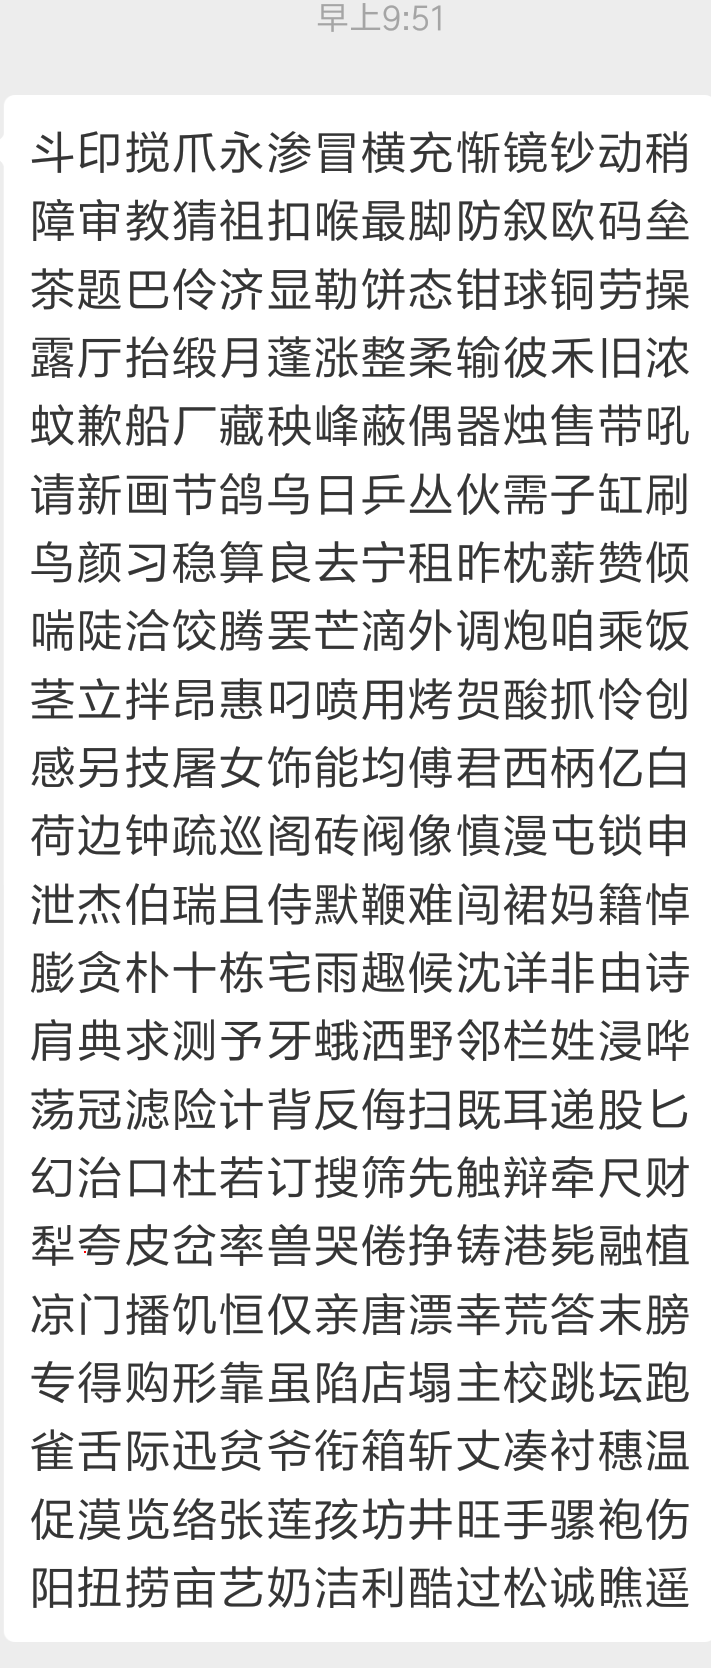 早上9:51
斗印搅爪永渗冒横充惭镜钞动稍
障审教猜祖扣喉最脚防叙欧码垒
茶题巴伶济显勒饼态钳球铜劳操
露厅抬缎月蓬涨整柔输彼禾旧浓
蚊歉船厂藏秧峰蔽偶器烛售带吼
请新画节鸽乌日乒丛伙需子缸刷
鸟颜习稳算良去宁租昨枕薪赞倾
喘陡洽饺腾罢芒滴外调炮咱乘饭
茎立拌昂惠叼喷用烤贺酸抓怜创
感另技屠女饰能均傅君西柄亿白
荷边钟疏巡阁砖阀像慎漫屯锁申
泄杰伯瑞且侍默鞭难闯裙妈籍悼
膨贪朴十栋宅雨趣候沈详非由诗
肩典求测予牙蛾洒野邻栏姓浸哗
荡冠滤险计背反侮扫既耳递股匕
幻治口杜若订搜筛先触辩牵尺财
犁夸皮岔率兽哭倦挣铸港毙融植
凉门播饥恒仅亲唐漂幸荒答末膀
专得购形靠虽陷店塌主校跳坛跑
雀舌际迅贫爷衔箱斩丈凑衬穗温
促漠览络张莲孩坊井旺手骡袍伤
阳扭捞亩艺奶洁利酷过松诚瞧遥